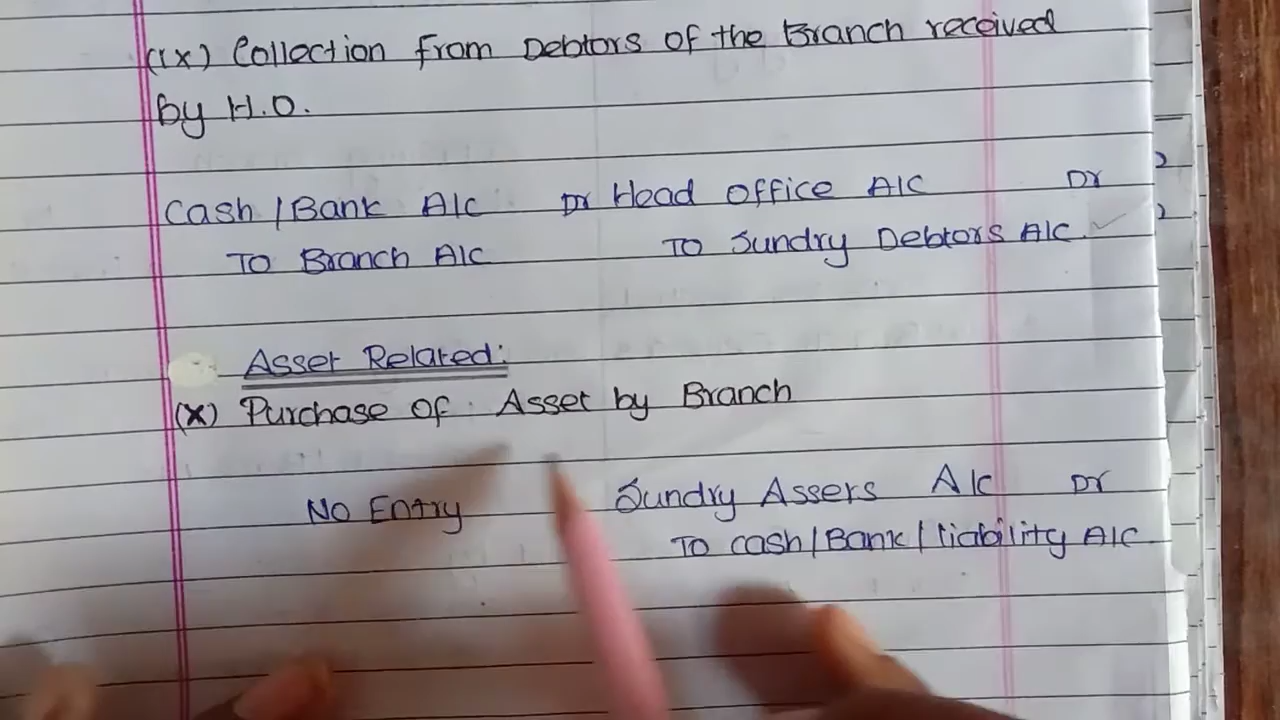 (ix) Collection from Debtors of the Branch received
by H.O.
Cash/Bank A/c Dr Head Office A/c Dr
To Branch A/c To Sundry Debtors A/c
Asset Related:
(x) Purchase of Asset by Branch
No Entry Sundry Assets A/c Dr
To cash/Bank/liability A/c